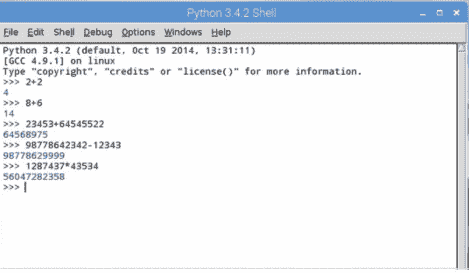 Python 3.4.2 Shell
File Edit Shell Debug Options Windows Help
Python 3.4.2 (default, Oct 19 2014, 13:31:11)
[GCC 4.9.1] on linux
Type "copyright", "credits" or "license()" for more information.
>>> 2+2
4
>>> 8+6
14
>>> 23453+64545522
64568975
>>> 98778642342-12343
98778629999
>>> 1287437*43534
56047282358
>>>